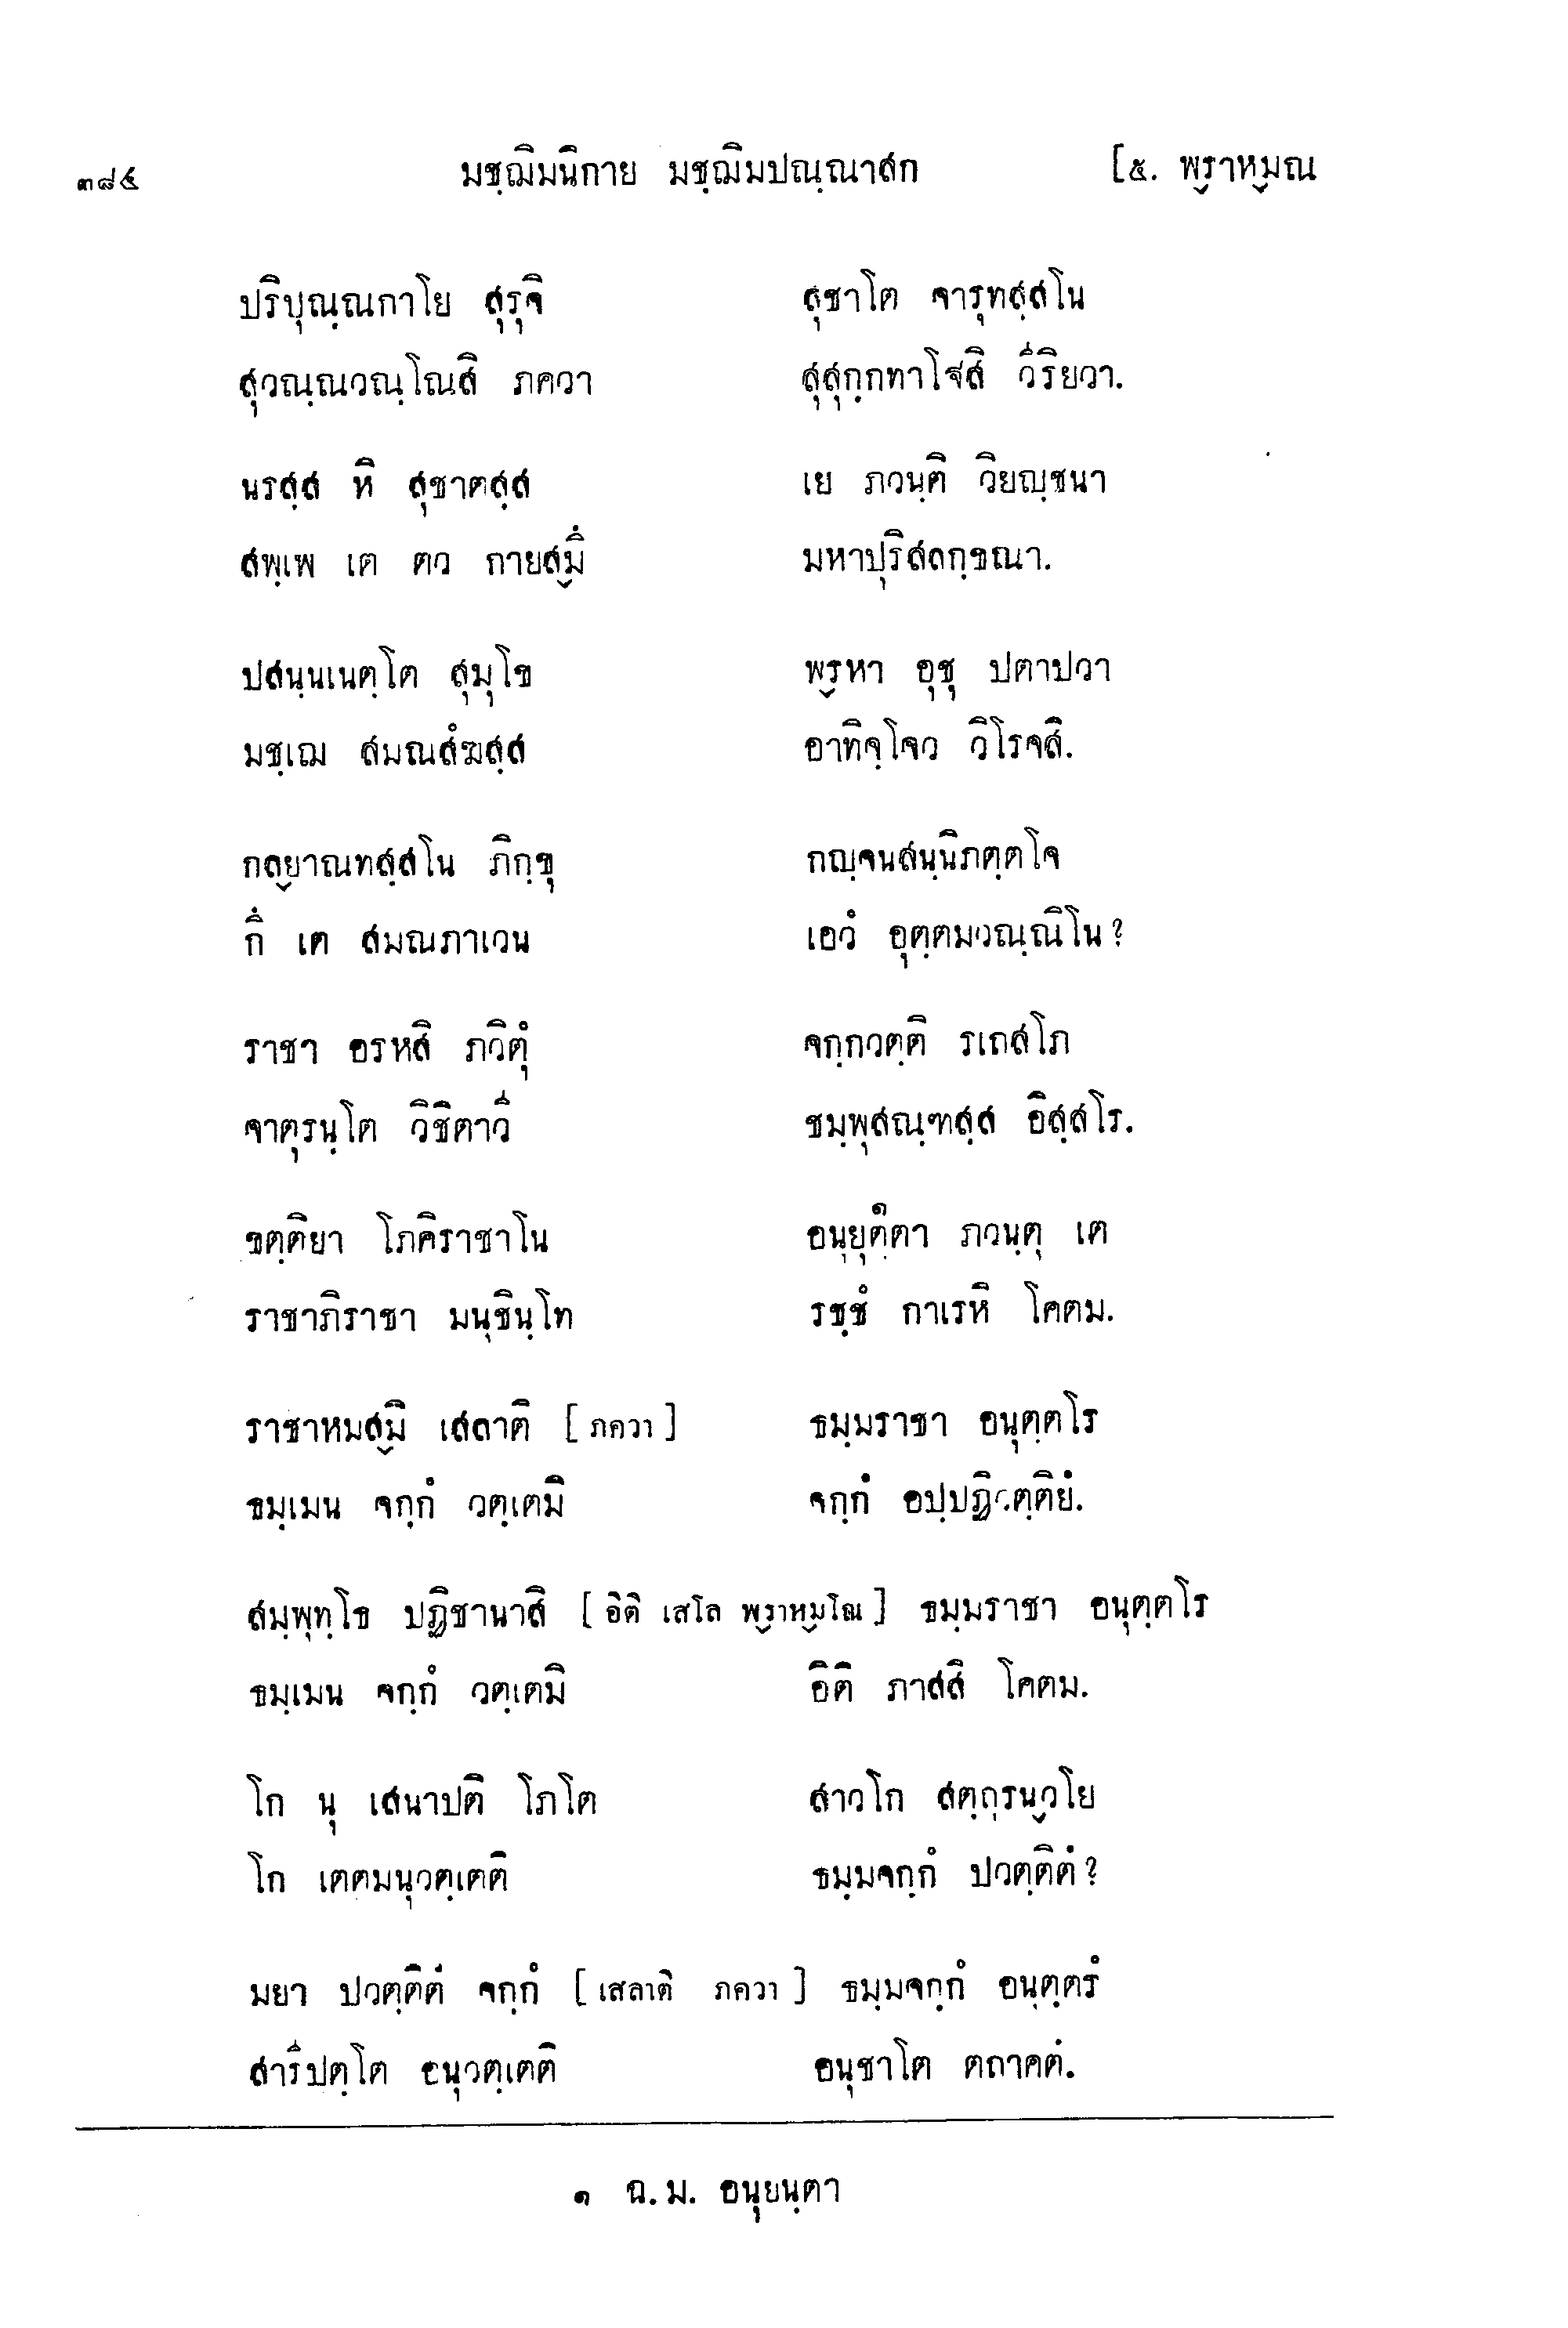 ๓๘๔ มชฺฌิมนิกาย มชฺฌิมปณฺณาสก [๕. พฺราหฺมณ
ปริปุณฺณกาโย สุรุจิ สุชาโต จารุทสฺสโน
สุวณฺณวณฺโณสิ ภควา สุสุกฺกทาโฐสิ วีริยวา.
นรสฺส หิ สุชาตสฺส เย ภวนฺติ วิยญฺชนา
สพฺเพ เต ตว กายสฺมึ มหาปุริสลกฺขณา.
ปสนฺนเนตฺโต สุมุโข พฺรหา อุชุ ปตาปวา
มชฺเฌ สมณสํฆสฺส อาทิจฺโจว วิโรจสิ.
กลฺยาณทสฺสโน ภิกฺขุ กญฺจนสนฺนิภตฺตโจ
กึ เต สมณภาเวน เอวํ อุตฺตมวณฺณิโน?
ราชา อรหสิ ภวิตุํ จกฺกวตฺติ รเถสโภ
จาตุรนฺโต วิชิตาวี ชมฺพุสณฺฑสฺส อิสฺสโร.
ขตฺติยา โภคิราชาโน อนุยุตฺตา๑ ภวนฺตุ เต
ราชาภิราชา มนุชินฺโท รชฺชํ กาเรหิ โคตม.
ราชาหมสฺมิ เสลาติ [ภควา] ธมฺมราชา อนุตฺตโร
ธมฺเมน จกฺกํ วตฺเตมิ จกฺกํ อปฺปฏิวตฺติยํ.
สมฺพุทฺโธ ปฏิชานาสิ [อิติ เสโล พฺราหฺมโณ] ธมฺมราชา อนุตฺตโร
ธมฺเมน จกฺกํ วตฺเตมิ อิติ ภาสสิ โคตม.
โก นุ เสนาปติ โภโต สาวโก สตฺถุรนฺวโย
โก เตตมนุวตฺเตติ ธมฺมจกฺกํ ปวตฺติตํ?
มยา ปวตฺติตํ จกฺกํ [เสลาติ ภควา] ธมฺมจกฺกํ อนุตฺตรํ
สารีปตฺโต อนุวตฺเตติ อนุชาโต ตถาคตํ.
๑ ฉ.ม. อนุยนฺตา